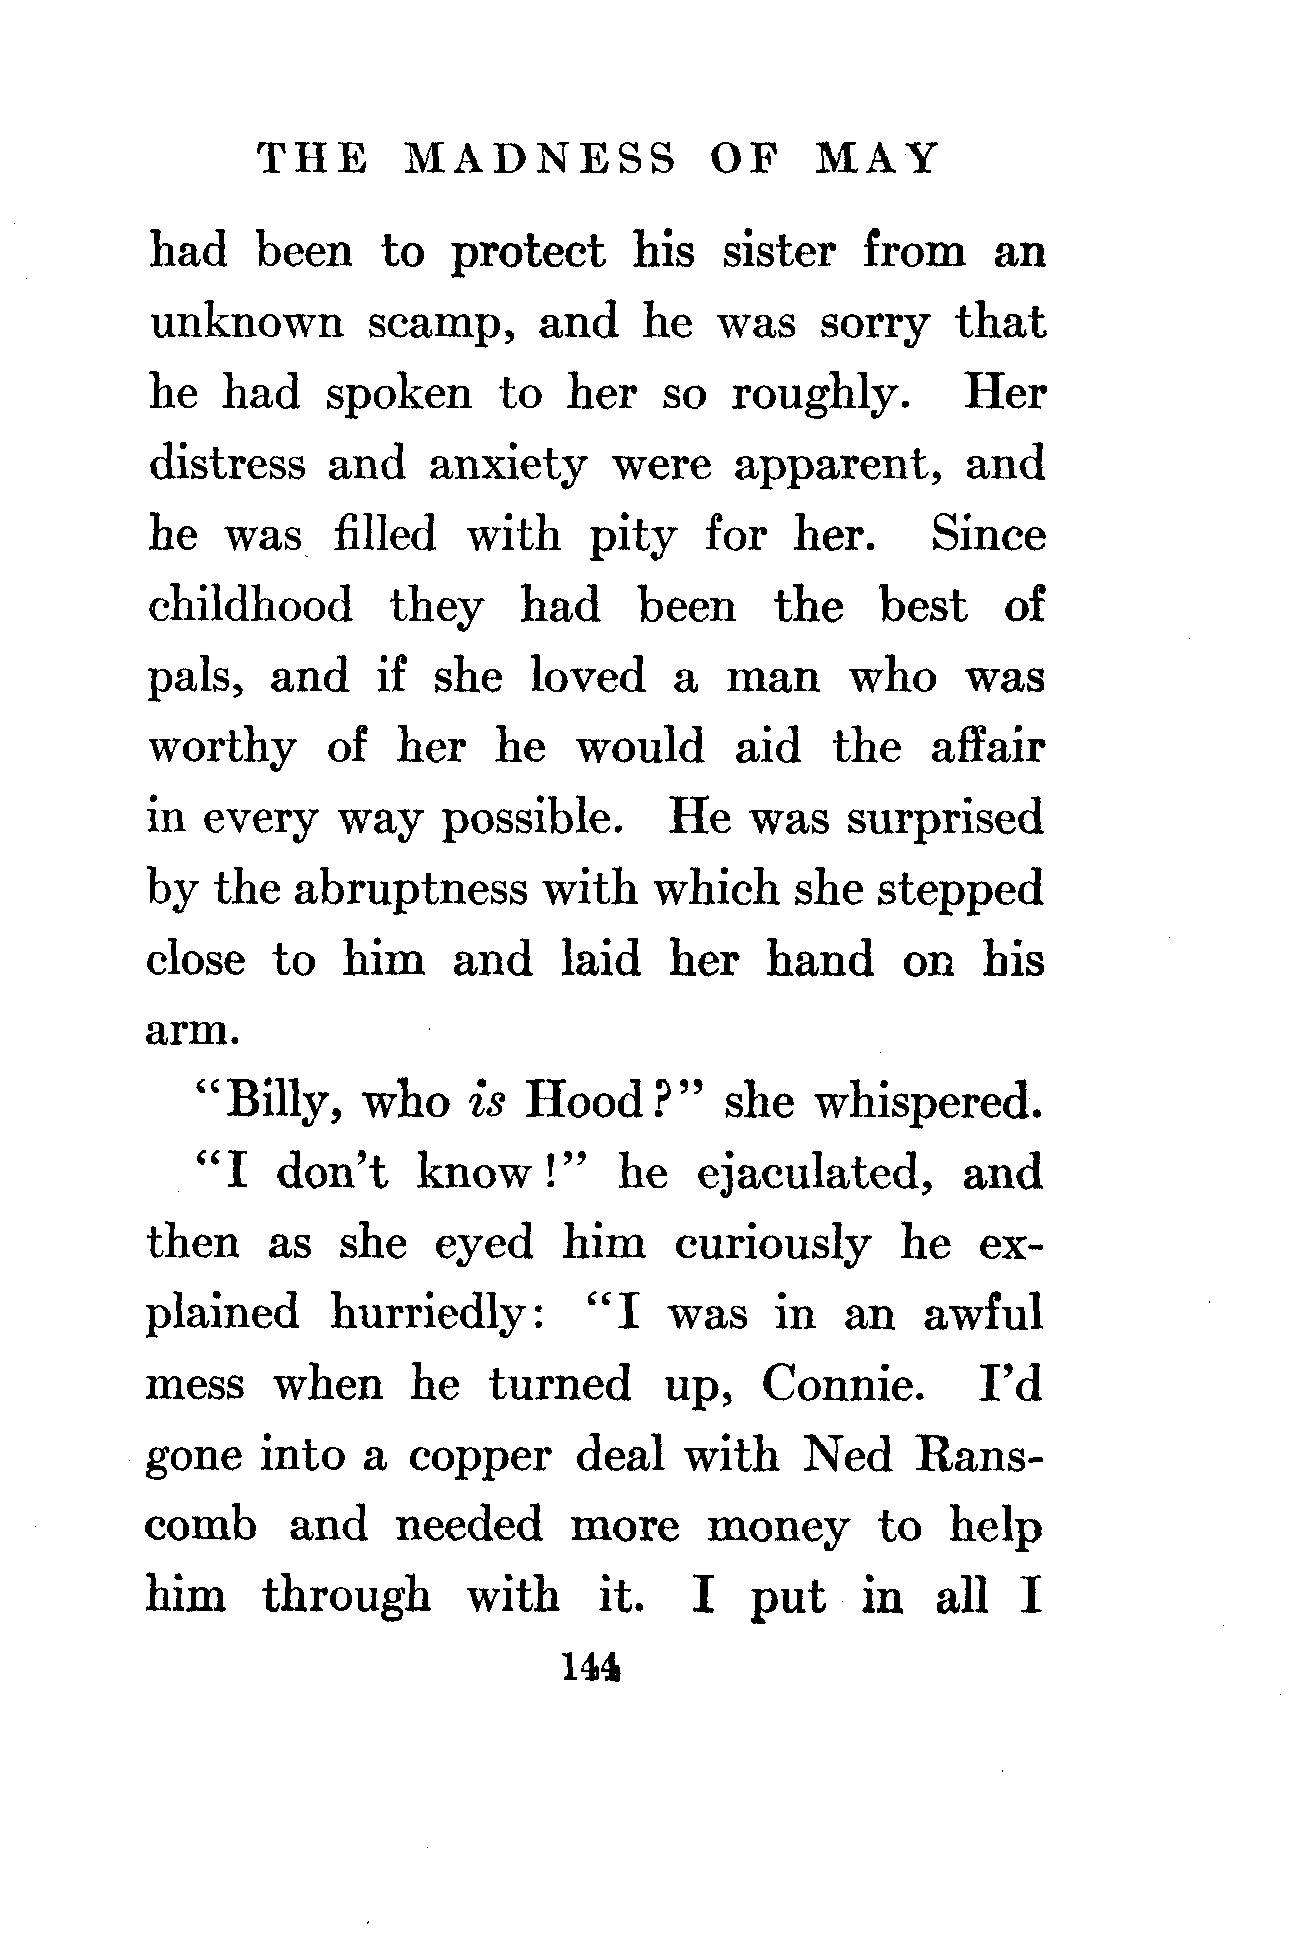 THE MADNESS OF MAY
had been to protect his sister from an
unknown scamp, and he was sorry that
he had spoken to her so roughly. Her
distress and anxiety were apparent, and
he was filled with pity for her. Since
childhood they had been the best of
pals, and if she loved a man who was
worthy of her he would aid the affair
in every way possible. He was surprised
by the abruptness with which she stepped
close to him and laid her hand on his
arm.
“Billy, who is Hood?” she whispered.
“I don’t know!” he ejaculated, and
then as she eyed him curiously he ex-
plained hurriedly: “I was in an awful
mess when he turned up, Connie. I’d
gone into a copper deal with Ned Rans-
comb and needed more money to help
him through with it. I put in all I
144